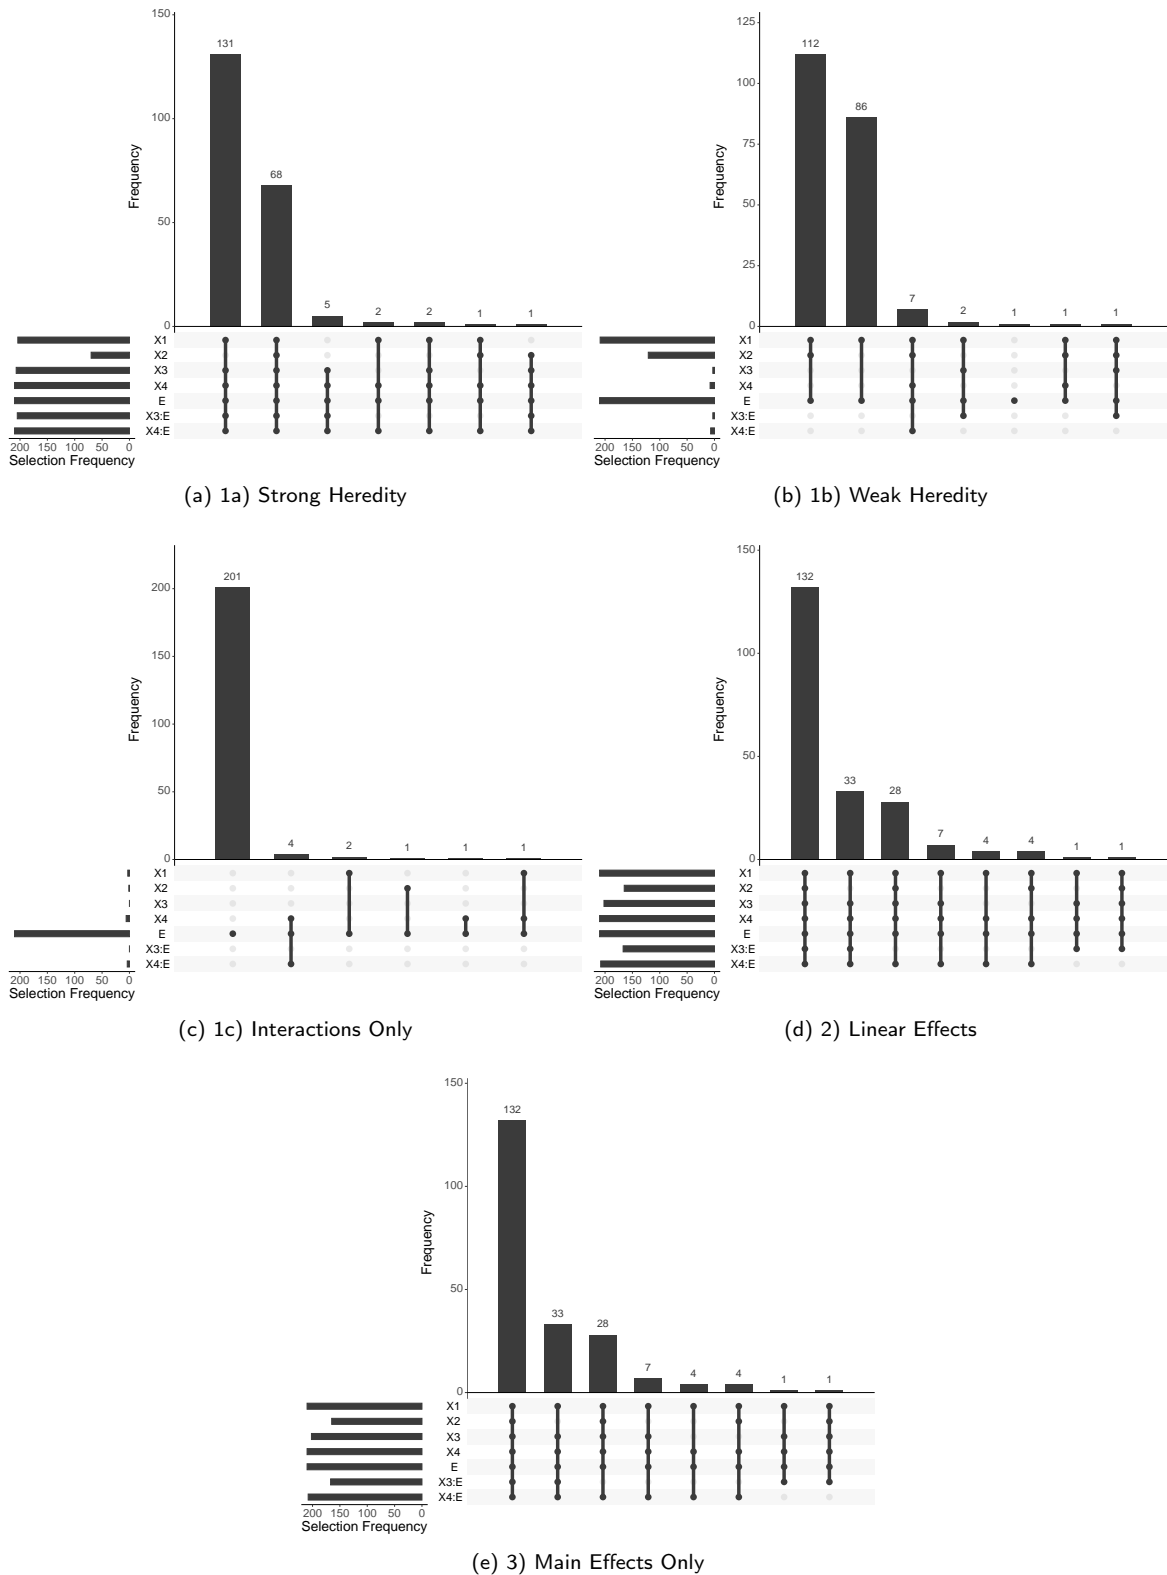 150
100
50
0
Frequency
131
68
5
2
2
1
1
X1
X2
X3
X4
E
X3:E
X4:E
200 150 100 50 0
Selection Frequency
(a) 1a) Strong Heredity
125
100
75
50
25
0
Frequency
112
86
7
2
1
1
1
X1
X2
X3
X4
E
X3:E
X4:E
200 150 100 50 0
Selection Frequency
(b) 1b) Weak Heredity
200
150
100
50
0
Frequency
201
4
2
1
1
1
X1
X2
X3
X4
E
X3:E
X4:E
200 150 100 50 0
Selection Frequency
(c) 1c) Interactions Only
150
100
50
0
Frequency
132
33
28
7
4
4
1
1
X1
X2
X3
X4
E
X3:E
X4:E
200 150 100 50 0
Selection Frequency
(d) 2) Linear Effects
150
100
50
0
Frequency
132
33
28
7
4
4
1
1
X1
X2
X3
X4
E
X3:E
X4:E
200 150 100 50 0
Selection Frequency
(e) 3) Main Effects Only